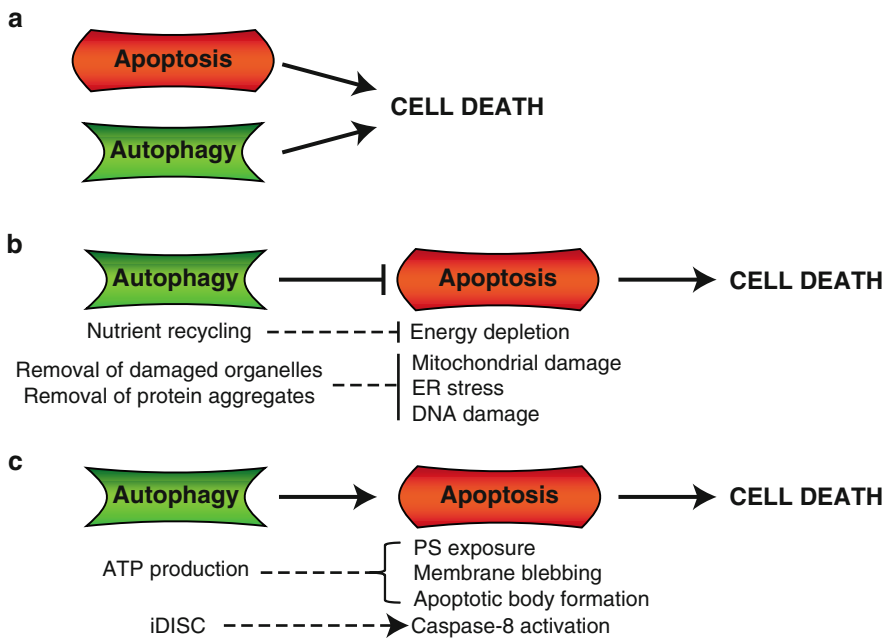 a
Apoptosis
Autophagy
CELL DEATH
b
Autophagy
Apoptosis
CELL DEATH
Nutrient recycling
Energy depletion
Removal of damaged organelles
Removal of protein aggregates
Mitochondrial damage
ER stress
DNA damage
c
Autophagy
Apoptosis
CELL DEATH
ATP production
PS exposure
Membrane blebbing
Apoptotic body formation
iDISC
Caspase-8 activation